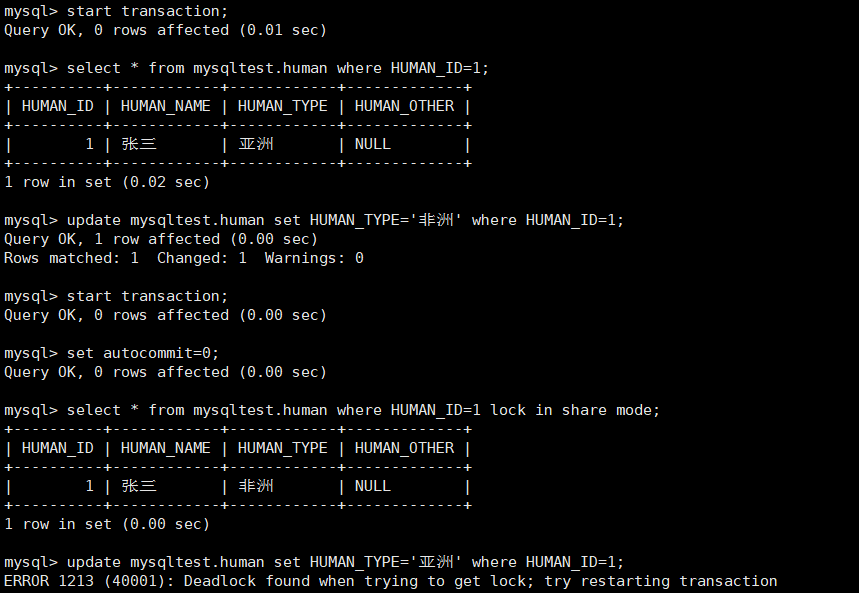 mysql> start transaction;
Query OK, 0 rows affected (0.01 sec)
mysql> select * from mysqltest.human where HUMAN_ID=1;
+----------+------------+------------+-------------+
| HUMAN_ID | HUMAN_NAME | HUMAN_TYPE | HUMAN_OTHER |
+----------+------------+------------+-------------+
|        1 | 张三       | 亚洲       | NULL        |
+----------+------------+------------+-------------+
1 row in set (0.02 sec)
mysql> update mysqltest.human set HUMAN_TYPE='非洲' where HUMAN_ID=1;
Query OK, 1 row affected (0.00 sec)
Rows matched: 1  Changed: 1  Warnings: 0
mysql> start transaction;
Query OK, 0 rows affected (0.00 sec)
mysql> set autocommit=0;
Query OK, 0 rows affected (0.00 sec)
mysql> select * from mysqltest.human where HUMAN_ID=1 lock in share mode;
+----------+------------+------------+-------------+
| HUMAN_ID | HUMAN_NAME | HUMAN_TYPE | HUMAN_OTHER |
+----------+------------+------------+-------------+
|        1 | 张三       | 非洲       | NULL        |
+----------+------------+------------+-------------+
1 row in set (0.00 sec)
mysql> update mysqltest.human set HUMAN_TYPE='亚洲' where HUMAN_ID=1;
ERROR 1213 (40001): Deadlock found when trying to get lock; try restarting transaction